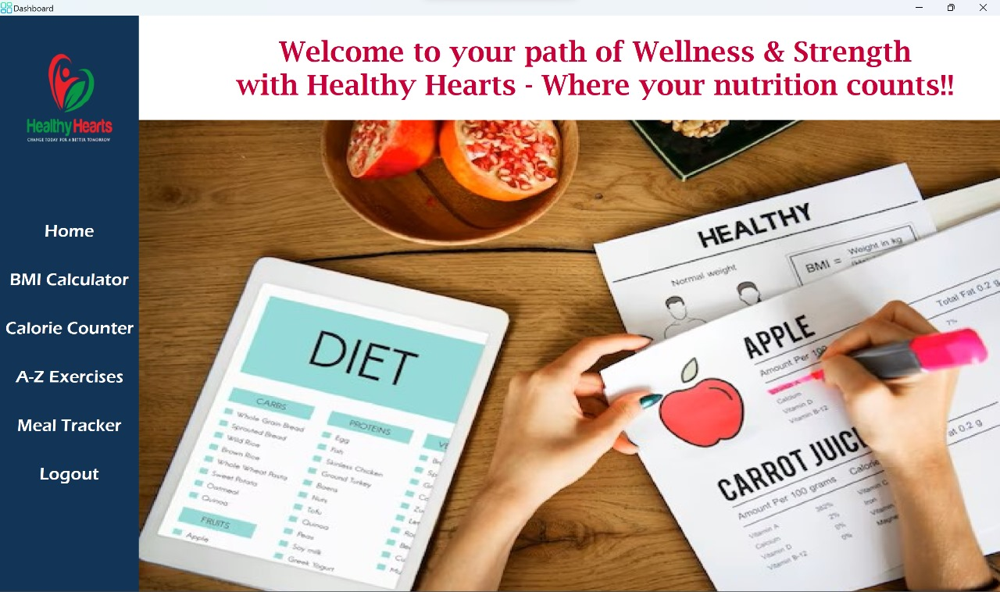 Dashboard
Healthy Hearts
CHANGE TODAY FOR A BETTER TOMORROW
Welcome to your path of Wellness & Strength
with Healthy Hearts - Where your nutrition counts!!
Home
BMI Calculator
Calorie Counter
A-Z Exercises
Meal Tracker
Logout
DIET
CARBS
Whole Grain Bread
Sprouted Bread
Wild Rice
Brown Rice
Whole Wheat Pasta
Sweet Potato
Oatmeal
Quinoa
FRUITS
Apple
PROTEINS
Egg
Fish
Skinless Chicken
Ground Turkey
Beans
Nuts
Tofu
Quinoa
Peas
Soy milk
Greek Yogurt
HEALTHY
Normal weight
BMI = Weight in kg
APPLE
Amount Per 100
Total Fat 0.2 g
7%
Calcium
Vitamin D
Vitamin B-12
CARROT JUICE
Amount Per 100 grams
at 0.2 g
Vitamin A 382%
Calcium 2%
Vitamin D 0%
Vitamin B-12 0%
Vitamin C
Iron
Vitamin